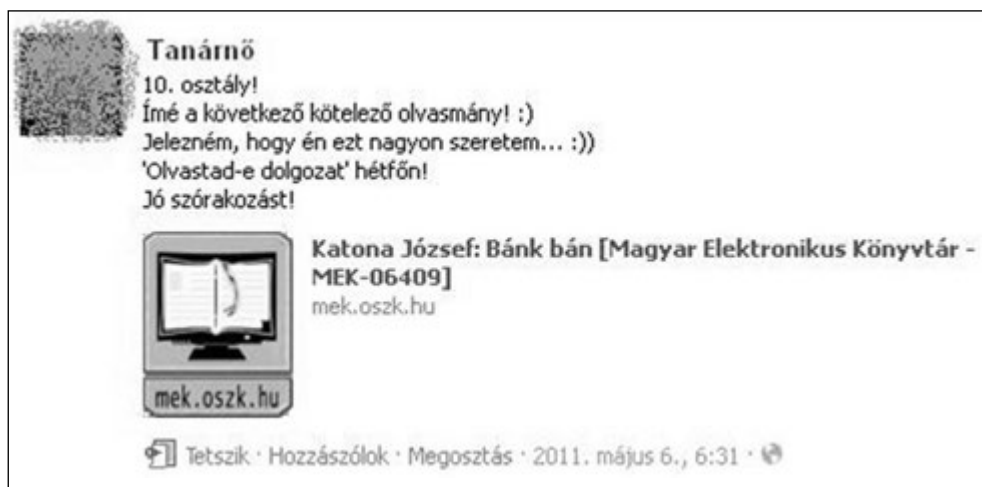 Tanárnő
10. osztály!
Ímé a következő kötelező olvasmány! :)
Jelezném, hogy én ezt nagyon szeretem... :))
'Olvastad-e dolgozat' hétfőn!
Jó szórakozást!
Katona József: Bánk bán [Magyar Elektronikus Könyvtár -
MEK-06409]
mek.oszk.hu
mek.oszk.hu
Tetszik · Hozzászólok · Megosztás · 2011. május 6., 6:31 ·